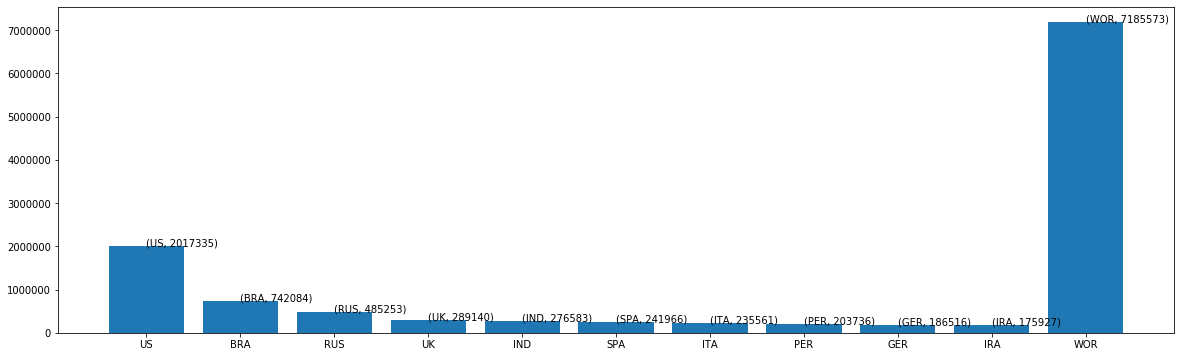 7000000
6000000
5000000
4000000
3000000
2000000
1000000
0
(US, 2017335)
(BRA, 742084)
(RUS, 485253)
(UK, 289140)
(IND, 276583)
(SPA, 241966)
(ITA, 235561)
(PER, 203736)
(GER, 186516)
(IRA, 175927)
(WOR, 7185573)
US BRA RUS UK IND SPA ITA PER GER IRA WOR